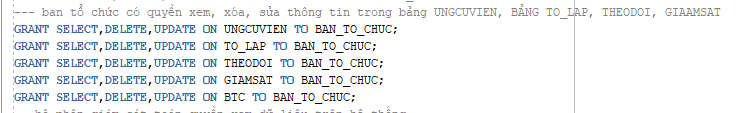 --- ban tổ chức có quyền xem, xóa, sửa thông tin trong bảng UNGCUVIEN, BẢNG TO_LAP, THEODOI, GIAAMSAT
GRANT SELECT,DELETE,UPDATE ON UNGCUVIEN TO BAN_TO_CHUC;
GRANT SELECT,DELETE,UPDATE ON TO_LAP TO BAN_TO_CHUC;
GRANT SELECT,DELETE,UPDATE ON THEODOI TO BAN_TO_CHUC;
GRANT SELECT,DELETE,UPDATE ON GIAMSAT TO BAN_TO_CHUC;
GRANT SELECT,DELETE,UPDATE ON BTC TO BAN_TO_CHUC;